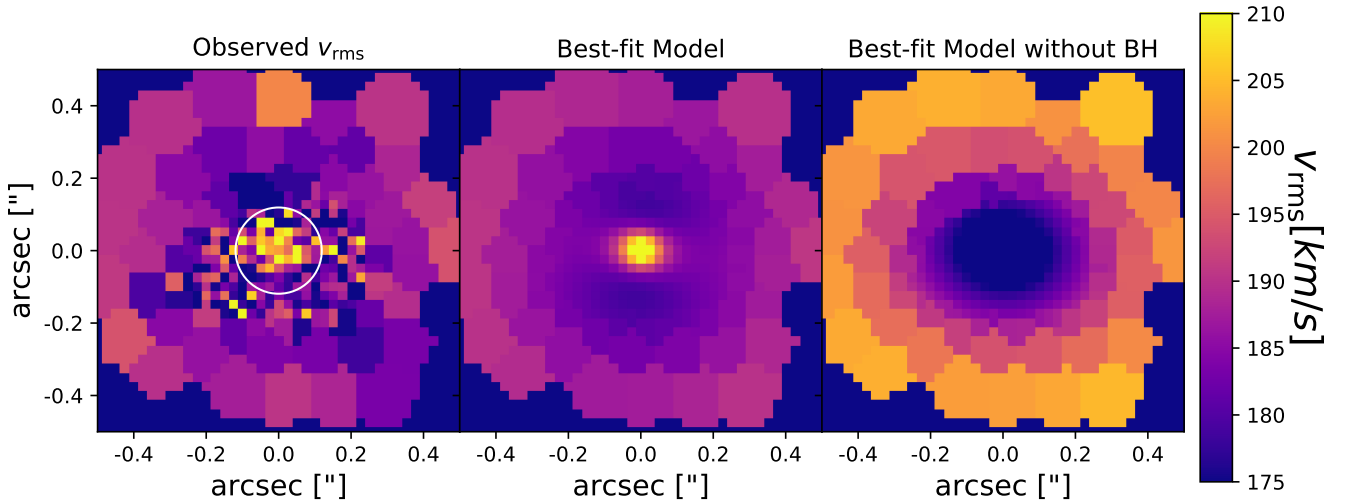 Observed v_rms
Best-fit Model
Best-fit Model without BH
0.4
0.2
0.0
-0.2
-0.4
arcsec ["]
-0.4 -0.2 0.0 0.2 0.4
-0.4 -0.2 0.0 0.2 0.4
-0.4 -0.2 0.0 0.2 0.4
arcsec ["]
arcsec ["]
arcsec ["]
210
205
200
195
190
185
180
175
v_rms[km/s]